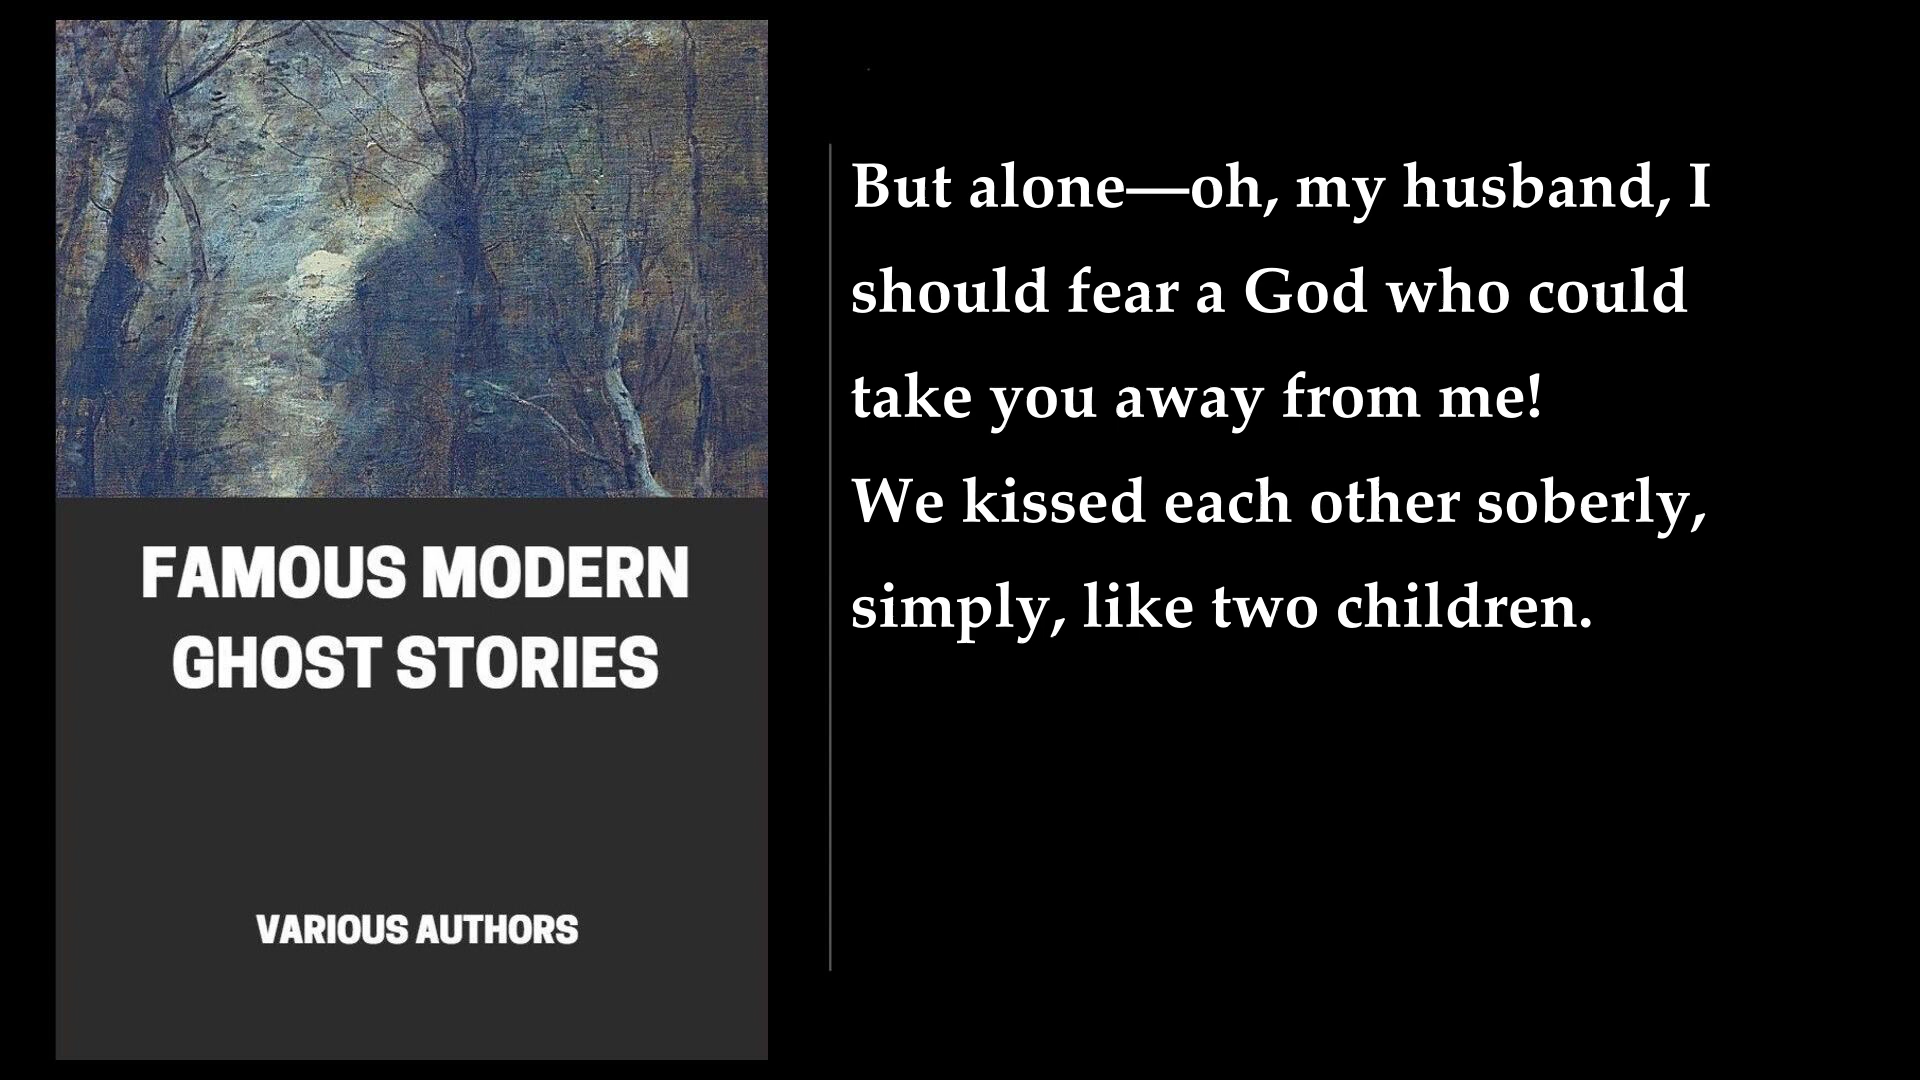 FAMOUS MODERN
GHOST STORIES
VARIOUS AUTHORS
But alone—oh, my husband, I
should fear a God who could
take you away from me!
We kissed each other soberly,
simply, like two children.